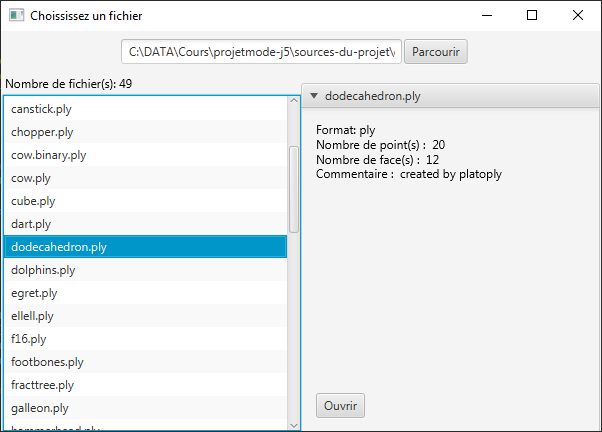 Choississez un fichier
C:\DATA\Cours\projetmode-j5\sources-du-projet\
Parcourir
Nombre de fichier(s): 49
canstick.ply
chopper.ply
cow.binary.ply
cow.ply
cube.ply
dart.ply
dodecahedron.ply
dolphins.ply
egret.ply
ellell.ply
f16.ply
footbones.ply
fracttree.ply
galleon.ply
hammerhead.ply
dodecahedron.ply
Format: ply
Nombre de point(s) : 20
Nombre de face(s) : 12
Commentaire : created by platoply
Ouvrir